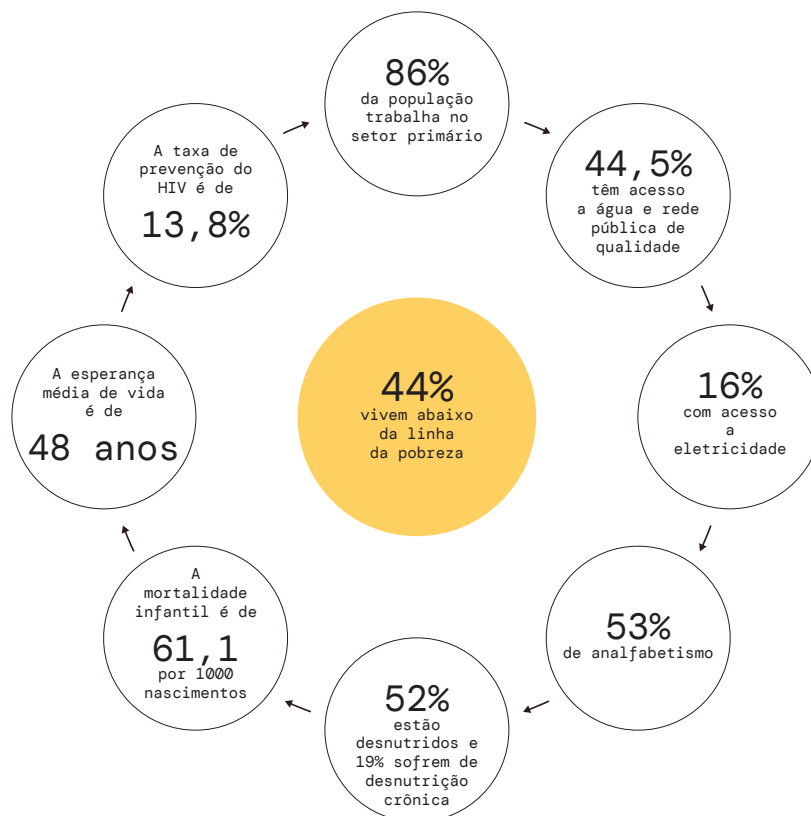 86%
da população
trabalha no
setor primário
44,5%
têm acesso
a água e rede
pública de
qualidade
16%
com acesso
a
eletricidade
53%
de analfabetismo
52%
estão
desnutridos e
19% sofrem de
desnutrição
crônica
A
mortalidade
infantil é de
61,1
por 1000
nascimentos
A esperança
média de vida
é de
48 anos
A taxa de
prevenção do
HIV é de
13,8%
44%
vivem abaixo
da linha
da pobreza